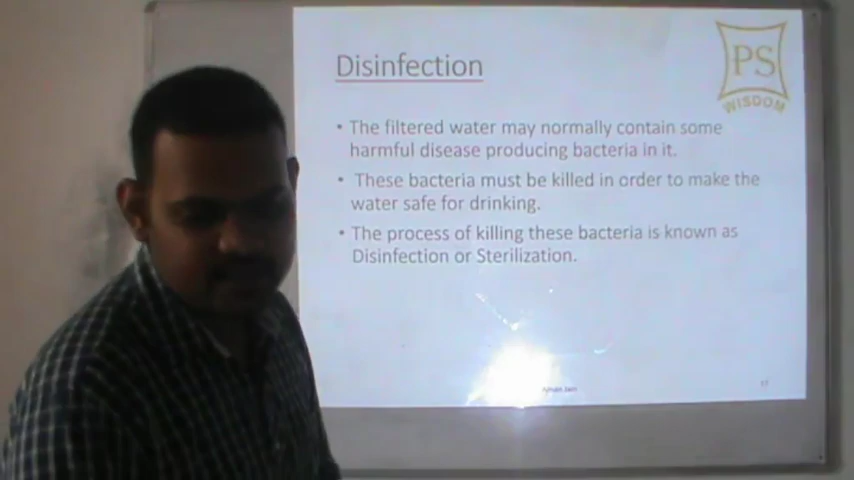 Disinfection
PS
WISDOM
• The filtered water may normally contain some
harmful disease producing bacteria in it.
• These bacteria must be killed in order to make the
water safe for drinking.
• The process of killing these bacteria is known as
Disinfection or Sterilization.
Jain